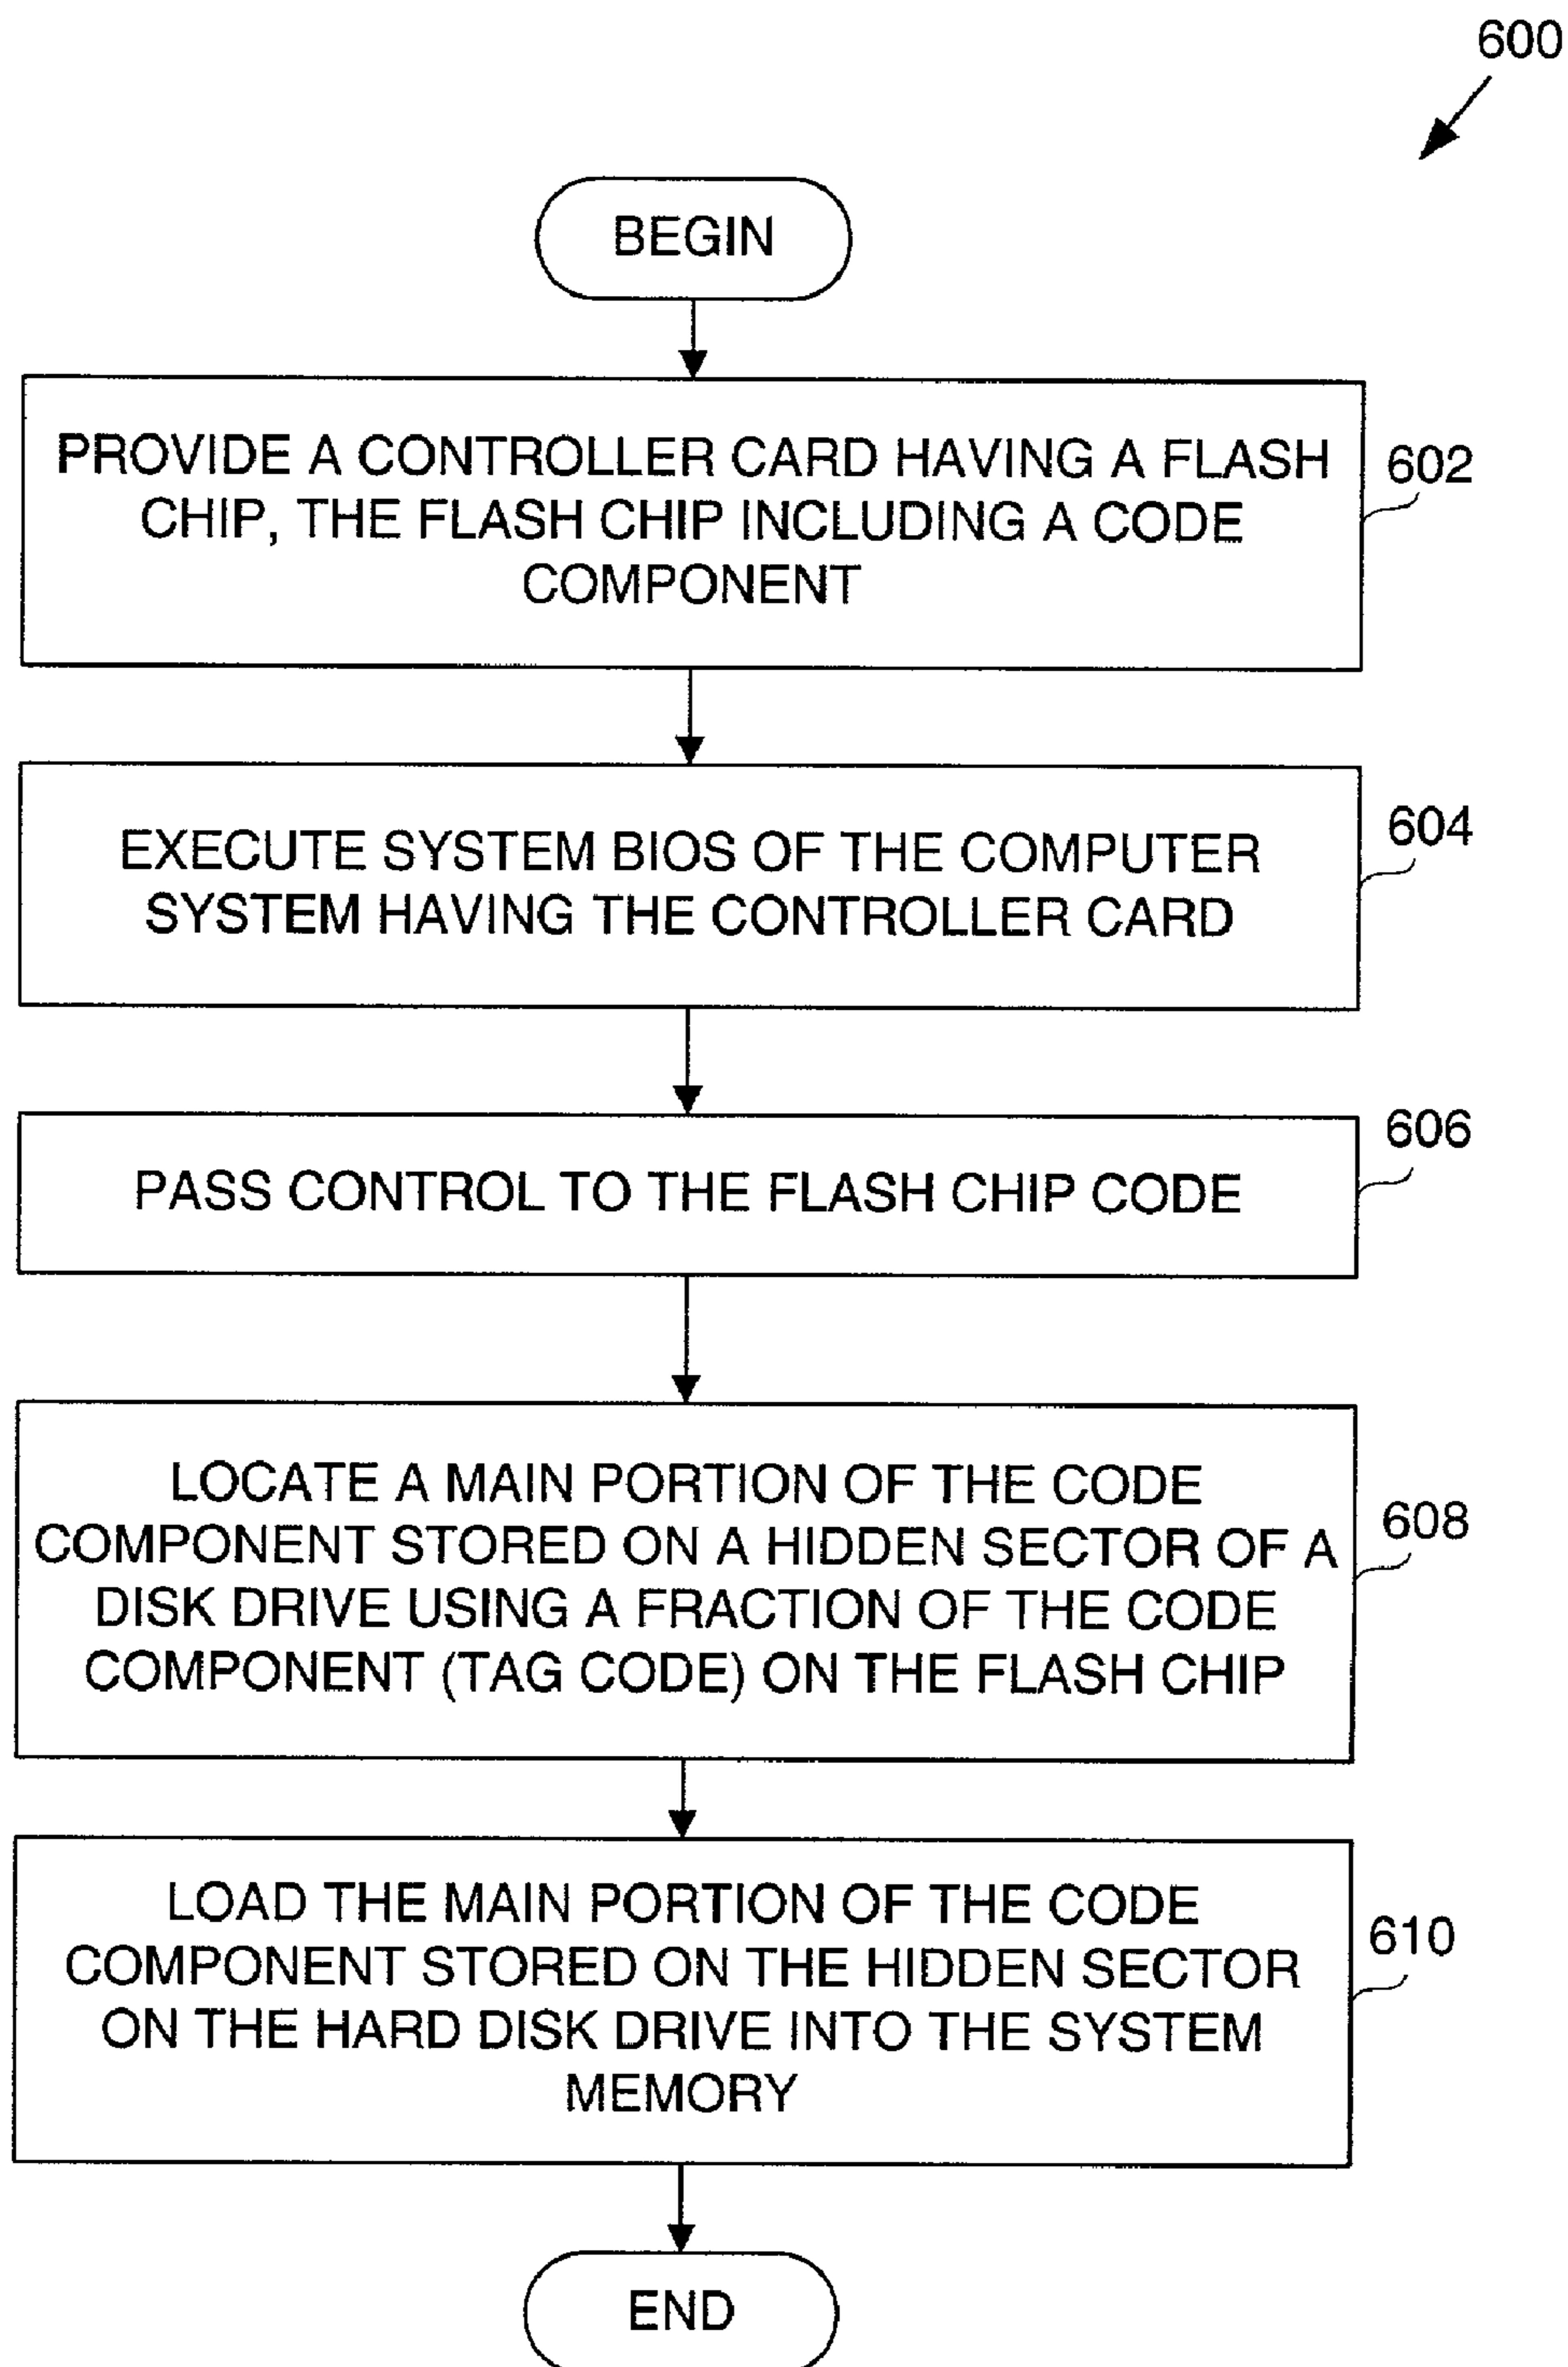 600
BEGIN
PROVIDE A CONTROLLER CARD HAVING A FLASH
CHIP, THE FLASH CHIP INCLUDING A CODE
COMPONENT
602
EXECUTE SYSTEM BIOS OF THE COMPUTER
SYSTEM HAVING THE CONTROLLER CARD
604
PASS CONTROL TO THE FLASH CHIP CODE
606
LOCATE A MAIN PORTION OF THE CODE
COMPONENT STORED ON A HIDDEN SECTOR OF A
DISK DRIVE USING A FRACTION OF THE CODE
COMPONENT (TAG CODE) ON THE FLASH CHIP
608
LOAD THE MAIN PORTION OF THE CODE
COMPONENT STORED ON THE HIDDEN SECTOR
ON THE HARD DISK DRIVE INTO THE SYSTEM
MEMORY
610
END